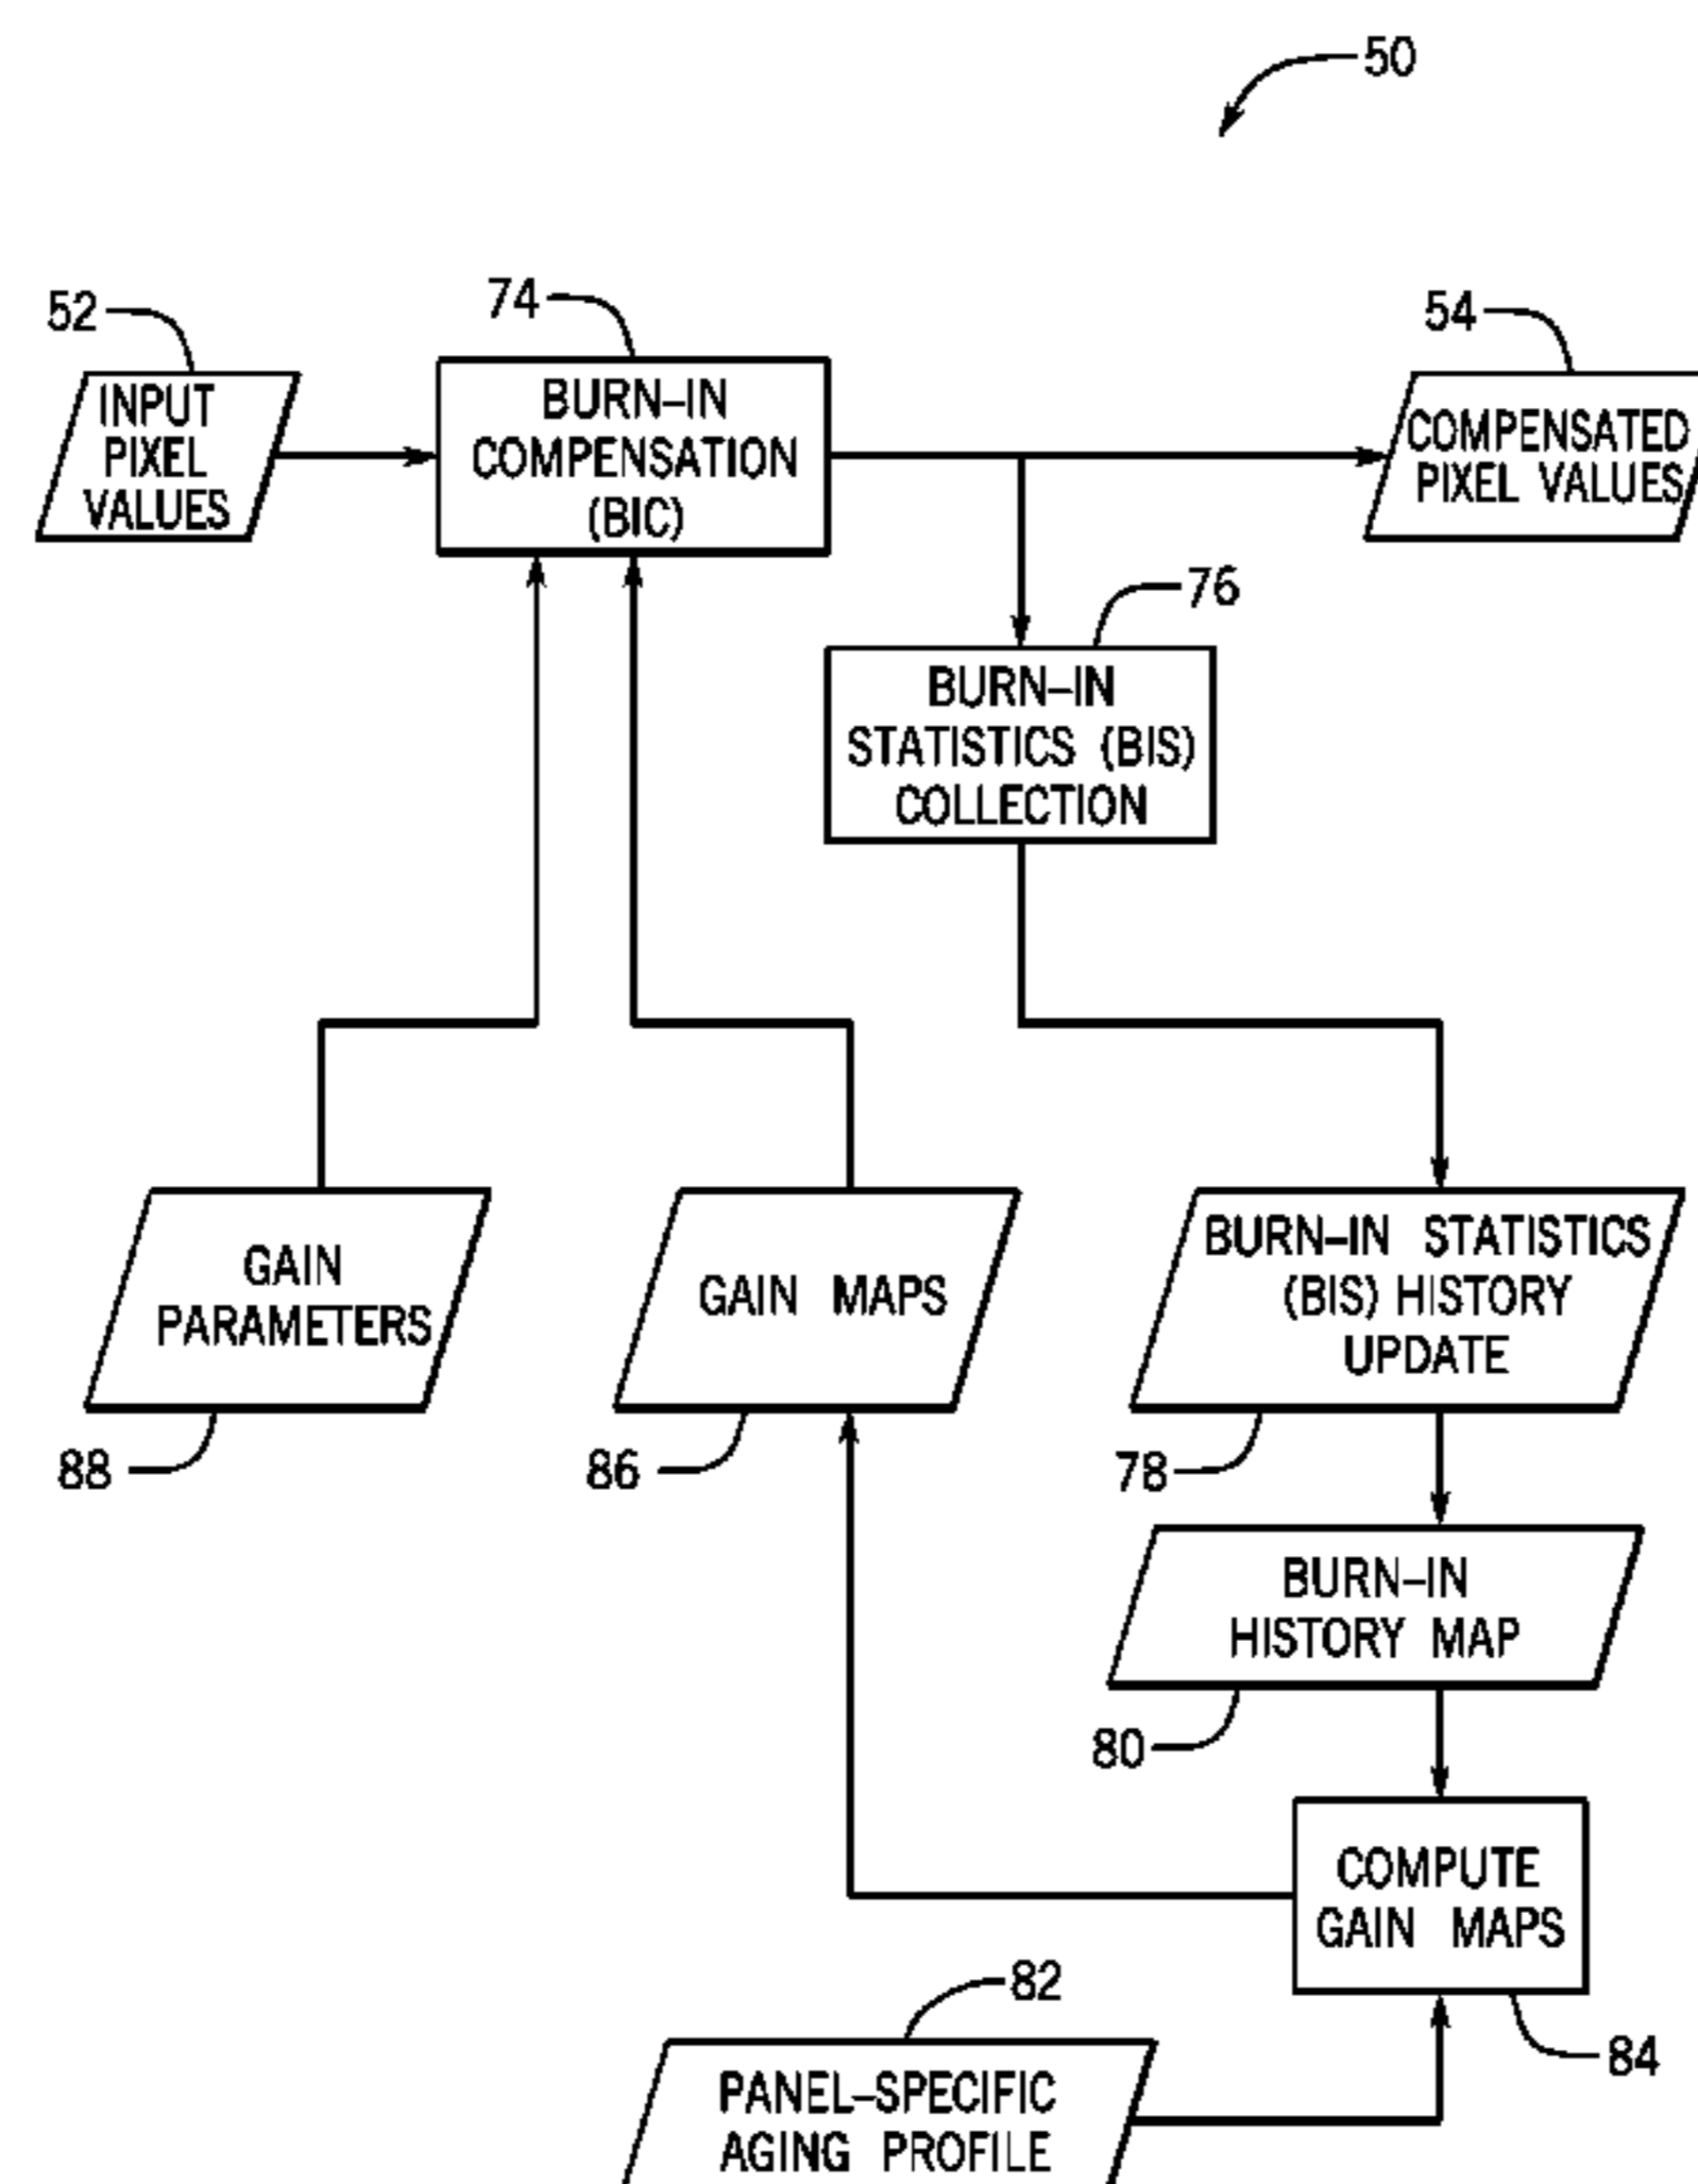 50
52
74
54
INPUT
PIXEL
VALUES
BURN–IN
COMPENSATION
(BIC)
COMPENSATED
PIXEL VALUES
76
BURN–IN
STATISTICS (BIS)
COLLECTION
GAIN
PARAMETERS
88
GAIN MAPS
86
BURN–IN STATISTICS
(BIS) HISTORY
UPDATE
78
BURN–IN
HISTORY MAP
80
COMPUTE
GAIN MAPS
84
82
PANEL–SPECIFIC
AGING PROFILE